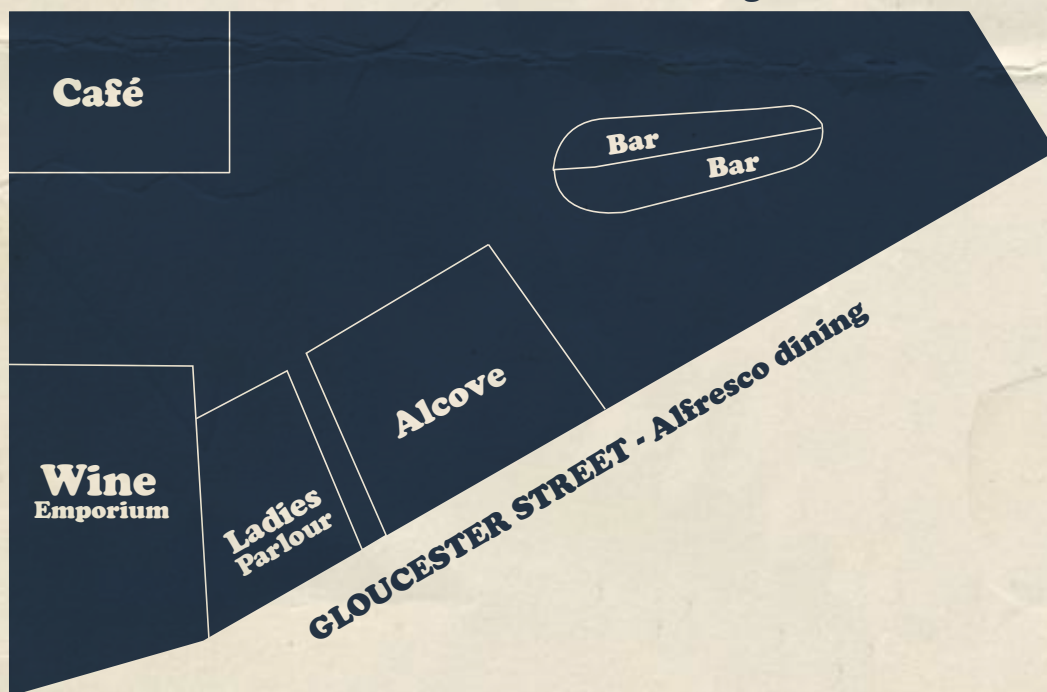 Café
Bar
Bar
Alcove
Wine
Emporium
Ladies
Parlour
GLOUCESTER STREET - Alfresco dining